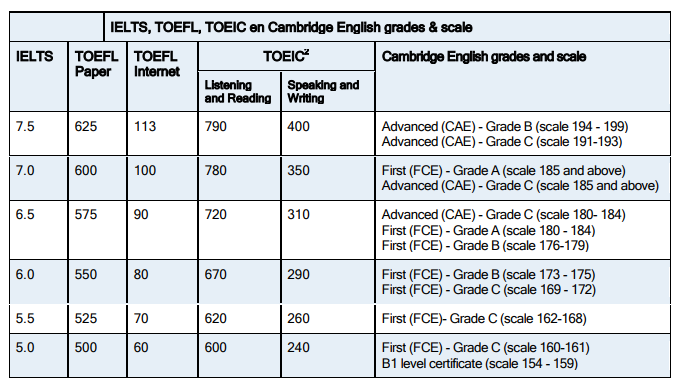 IELTS, TOEFL, TOEIC en Cambridge English grades & scale
IELTS TOEFL Paper TOEFL Internet TOEIC² Cambridge English grades and scale
Listening and Reading Speaking and Writing
7.5 625 113 790 400 Advanced (CAE) - Grade B (scale 194 - 199)
Advanced (CAE) - Grade C (scale 191-193)
7.0 600 100 780 350 First (FCE) - Grade A (scale 185 and above)
Advanced (CAE) - Grade C (scale 185 and above)
6.5 575 90 720 310 Advanced (CAE) - Grade C (scale 180- 184)
First (FCE) - Grade A (scale 180 - 184)
First (FCE) - Grade B (scale 176-179)
6.0 550 80 670 290 First (FCE) - Grade B (scale 173 - 175)
First (FCE) - Grade C (scale 169 - 172)
5.5 525 70 620 260 First (FCE)- Grade C (scale 162-168)
5.0 500 60 600 240 First (FCE) - Grade C (scale 160-161)
B1 level certificate (scale 154 - 159)